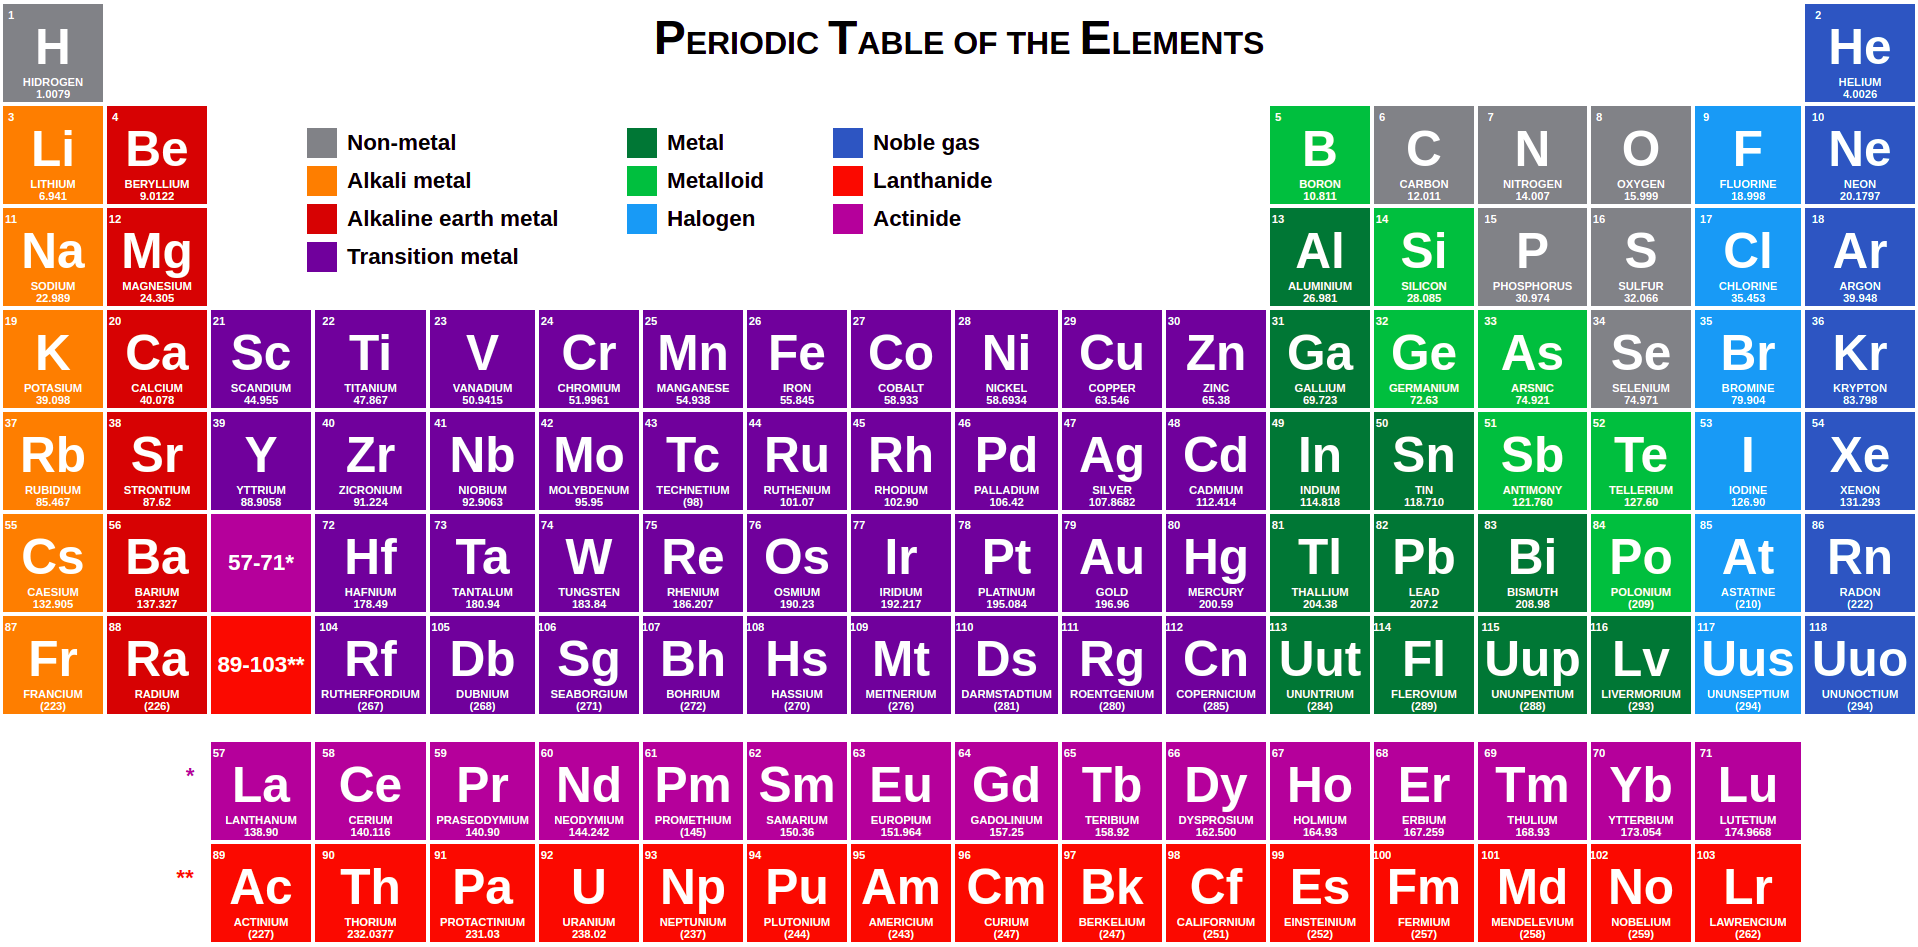 PERIODIC TABLE OF THE ELEMENTS
1 2
H He
HIDROGEN HELIUM
1.0079 4.0026
3 4 5 6 7 8 9 10
Li Be B C N O F Ne
LITHIUM BERYLLIUM BORON CARBON NITROGEN OXYGEN FLUORINE NEON
6.941 9.0122 10.811 12.011 14.007 15.999 18.998 20.1797
Non-metal Metal Noble gas
Alkali metal Metalloid Lanthanide
Alkaline earth metal Halogen Actinide
Transition metal
11 12 13 14 15 16 17 18
Na Mg Al Si P S Cl Ar
SODIUM MAGNESIUM ALUMINIUM SILICON PHOSPHORUS SULFUR CHLORINE ARGON
22.989 24.305 26.981 28.085 30.974 32.066 35.453 39.948
19 20 21 22 23 24 25 26 27 28 29 30 31 32 33 34 35 36
K Ca Sc Ti V Cr Mn Fe Co Ni Cu Zn Ga Ge As Se Br Kr
POTASIUM CALCIUM SCANDIUM TITANIUM VANADIUM CHROMIUM MANGANESE IRON COBALT NICKEL COPPER ZINC GALLIUM GERMANIUM ARSNIC SELENIUM BROMINE KRYPTON
39.098 40.078 44.955 47.867 50.9415 51.9961 54.938 55.845 58.933 58.6934 63.546 65.38 69.723 72.63 74.921 74.971 79.904 83.798
37 38 39 40 41 42 43 44 45 46 47 48 49 50 51 52 53 54
Rb Sr Y Zr Nb Mo Tc Ru Rh Pd Ag Cd In Sn Sb Te I Xe
RUBIDIUM STRONTIUM YTTRIUM ZICRONIUM NIOBIUM MOLYBDENUM TECHNETIUM RUTHENIUM RHODIUM PALLADIUM SILVER CADMIUM INDIUM TIN ANTIMONY TELLERIUM IODINE XENON
85.467 87.62 88.9058 91.224 92.9063 95.95 (98) 101.07 102.90 106.42 107.8682 112.414 114.818 118.710 121.760 127.60 126.90 131.293
55 56 72 73 74 75 76 77 78 79 80 81 82 83 84 85 86
Cs Ba 57-71* Hf Ta W Re Os Ir Pt Au Hg Tl Pb Bi Po At Rn
CAESIUM BARIUM HAFNIUM TANTALUM TUNGSTEN RHENIUM OSMIUM IRIDIUM PLATINUM GOLD MERCURY THALLIUM LEAD BISMUTH POLONIUM ASTATINE RADON
132.905 137.327 178.49 180.94 183.84 186.207 190.23 192.217 195.084 196.96 200.59 204.38 207.2 208.98 (209) (210) (222)
87 88 104 105 106 107 108 109 110 111 112 113 114 115 116 117 118
Fr Ra 89-103** Rf Db Sg Bh Hs Mt Ds Rg Cn Uut Fl Uup Lv Uus Uuo
FRANCIUM RADIUM RUTHERFORDIUM DUBNIUM SEABORGIUM BOHRIUM HASSIUM MEITNERIUM DARMSTADTIUM ROENTGENIUM COPERNICIUM UNUNTRIUM FLEROVIUM UNUNPENTIUM LIVERMORIUM UNUNSEPTIUM UNUNOCTIUM
(223) (226) (267) (268) (271) (272) (270) (276) (281) (280) (285) (284) (289) (288) (293) (294) (294)
57 58 59 60 61 62 63 64 65 66 67 68 69 70 71
* La Ce Pr Nd Pm Sm Eu Gd Tb Dy Ho Er Tm Yb Lu
LANTHANUM CERIUM PRASEODYMIUM NEODYMIUM PROMETHIUM SAMARIUM EUROPIUM GADOLINIUM TERIBIUM DYSPROSIUM HOLMIUM ERBIUM THULIUM YTTERBIUM LUTETIUM
138.90 140.116 140.90 144.242 (145) 150.36 151.964 157.25 158.92 162.500 164.93 167.259 168.93 173.054 174.9668
89 90 91 92 93 94 95 96 97 98 99 100 101 102 103
** Ac Th Pa U Np Pu Am Cm Bk Cf Es Fm Md No Lr
ACTINIUM THORIUM PROTACTINIUM URANIUM NEPTUNIUM PLUTONIUM AMERICIUM CURIUM BERKELIUM CALIFORNIUM EINSTEINIUM FERMIUM MENDELEVIUM NOBELIUM LAWRENCIUM
(227) 232.0377 231.03 238.02 (237) (244) (243) (247) (247) (251) (252) (257) (258) (259) (262)